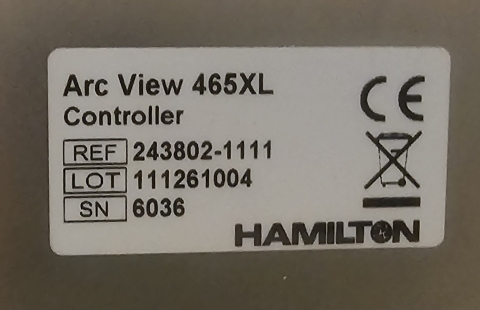 Arc View 465XL
Controller
REF 243802-1111
LOT 111261004
SN 6036
CE
HAMILTON